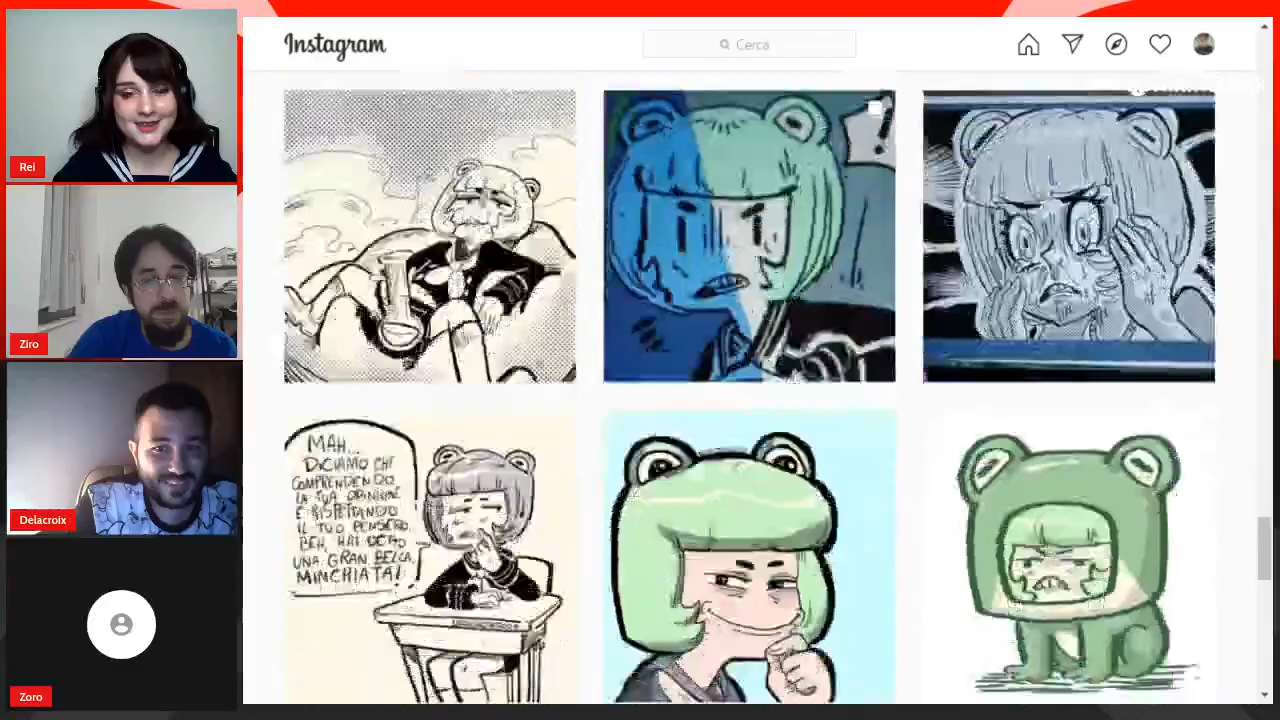 Rei
Ziro
Delacroix
Zoro
Instagram
Cerca
MAH...
DICIAMO CHE
COMPRENDENDO
LA TUA OPINIONE
E RISPETTANDO
IL TUO PENSERO,
BEH, HAI DETTO
UNA GRAN BELLA
MINCHIATA!
!